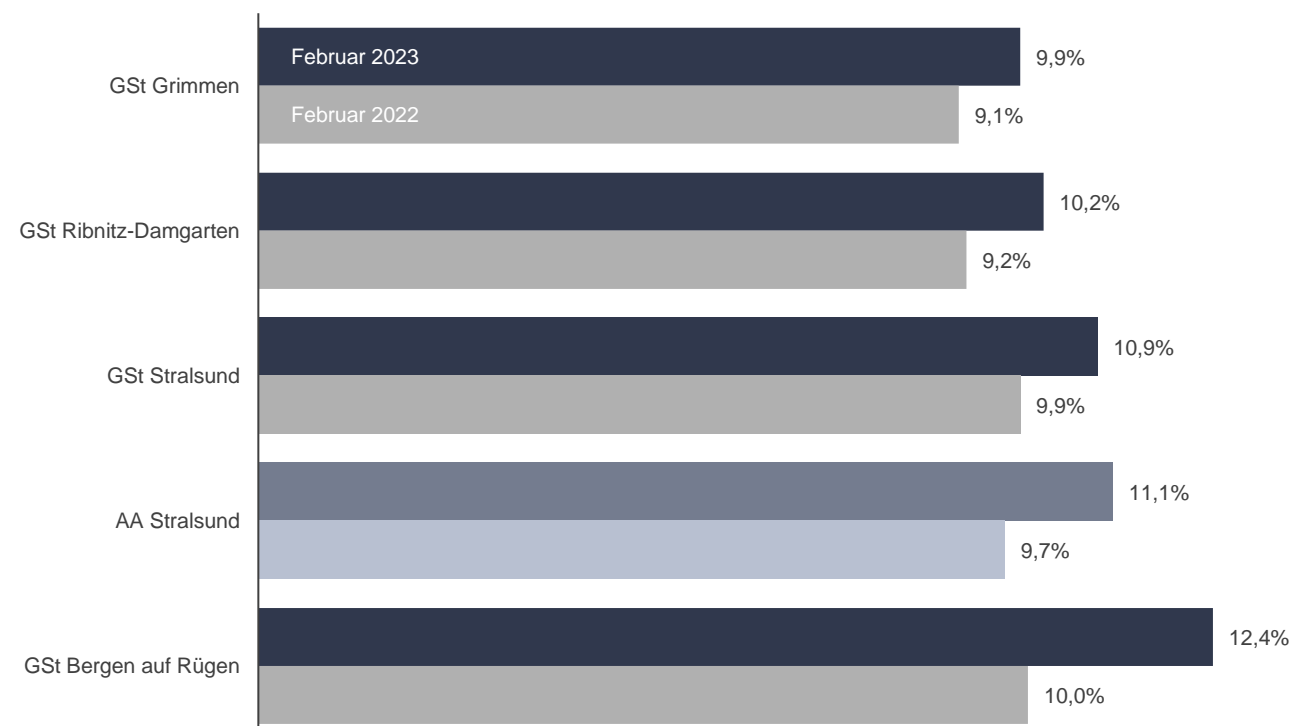 Februar 2023
9,9%
GSt Grimmen
Februar 2022
9,1%
10,2%
GSt Ribnitz-Damgarten
9,2%
10,9%
GSt Stralsund
9,9%
11,1%
AA Stralsund
9,7%
12,4%
GSt Bergen auf Rügen
10,0%